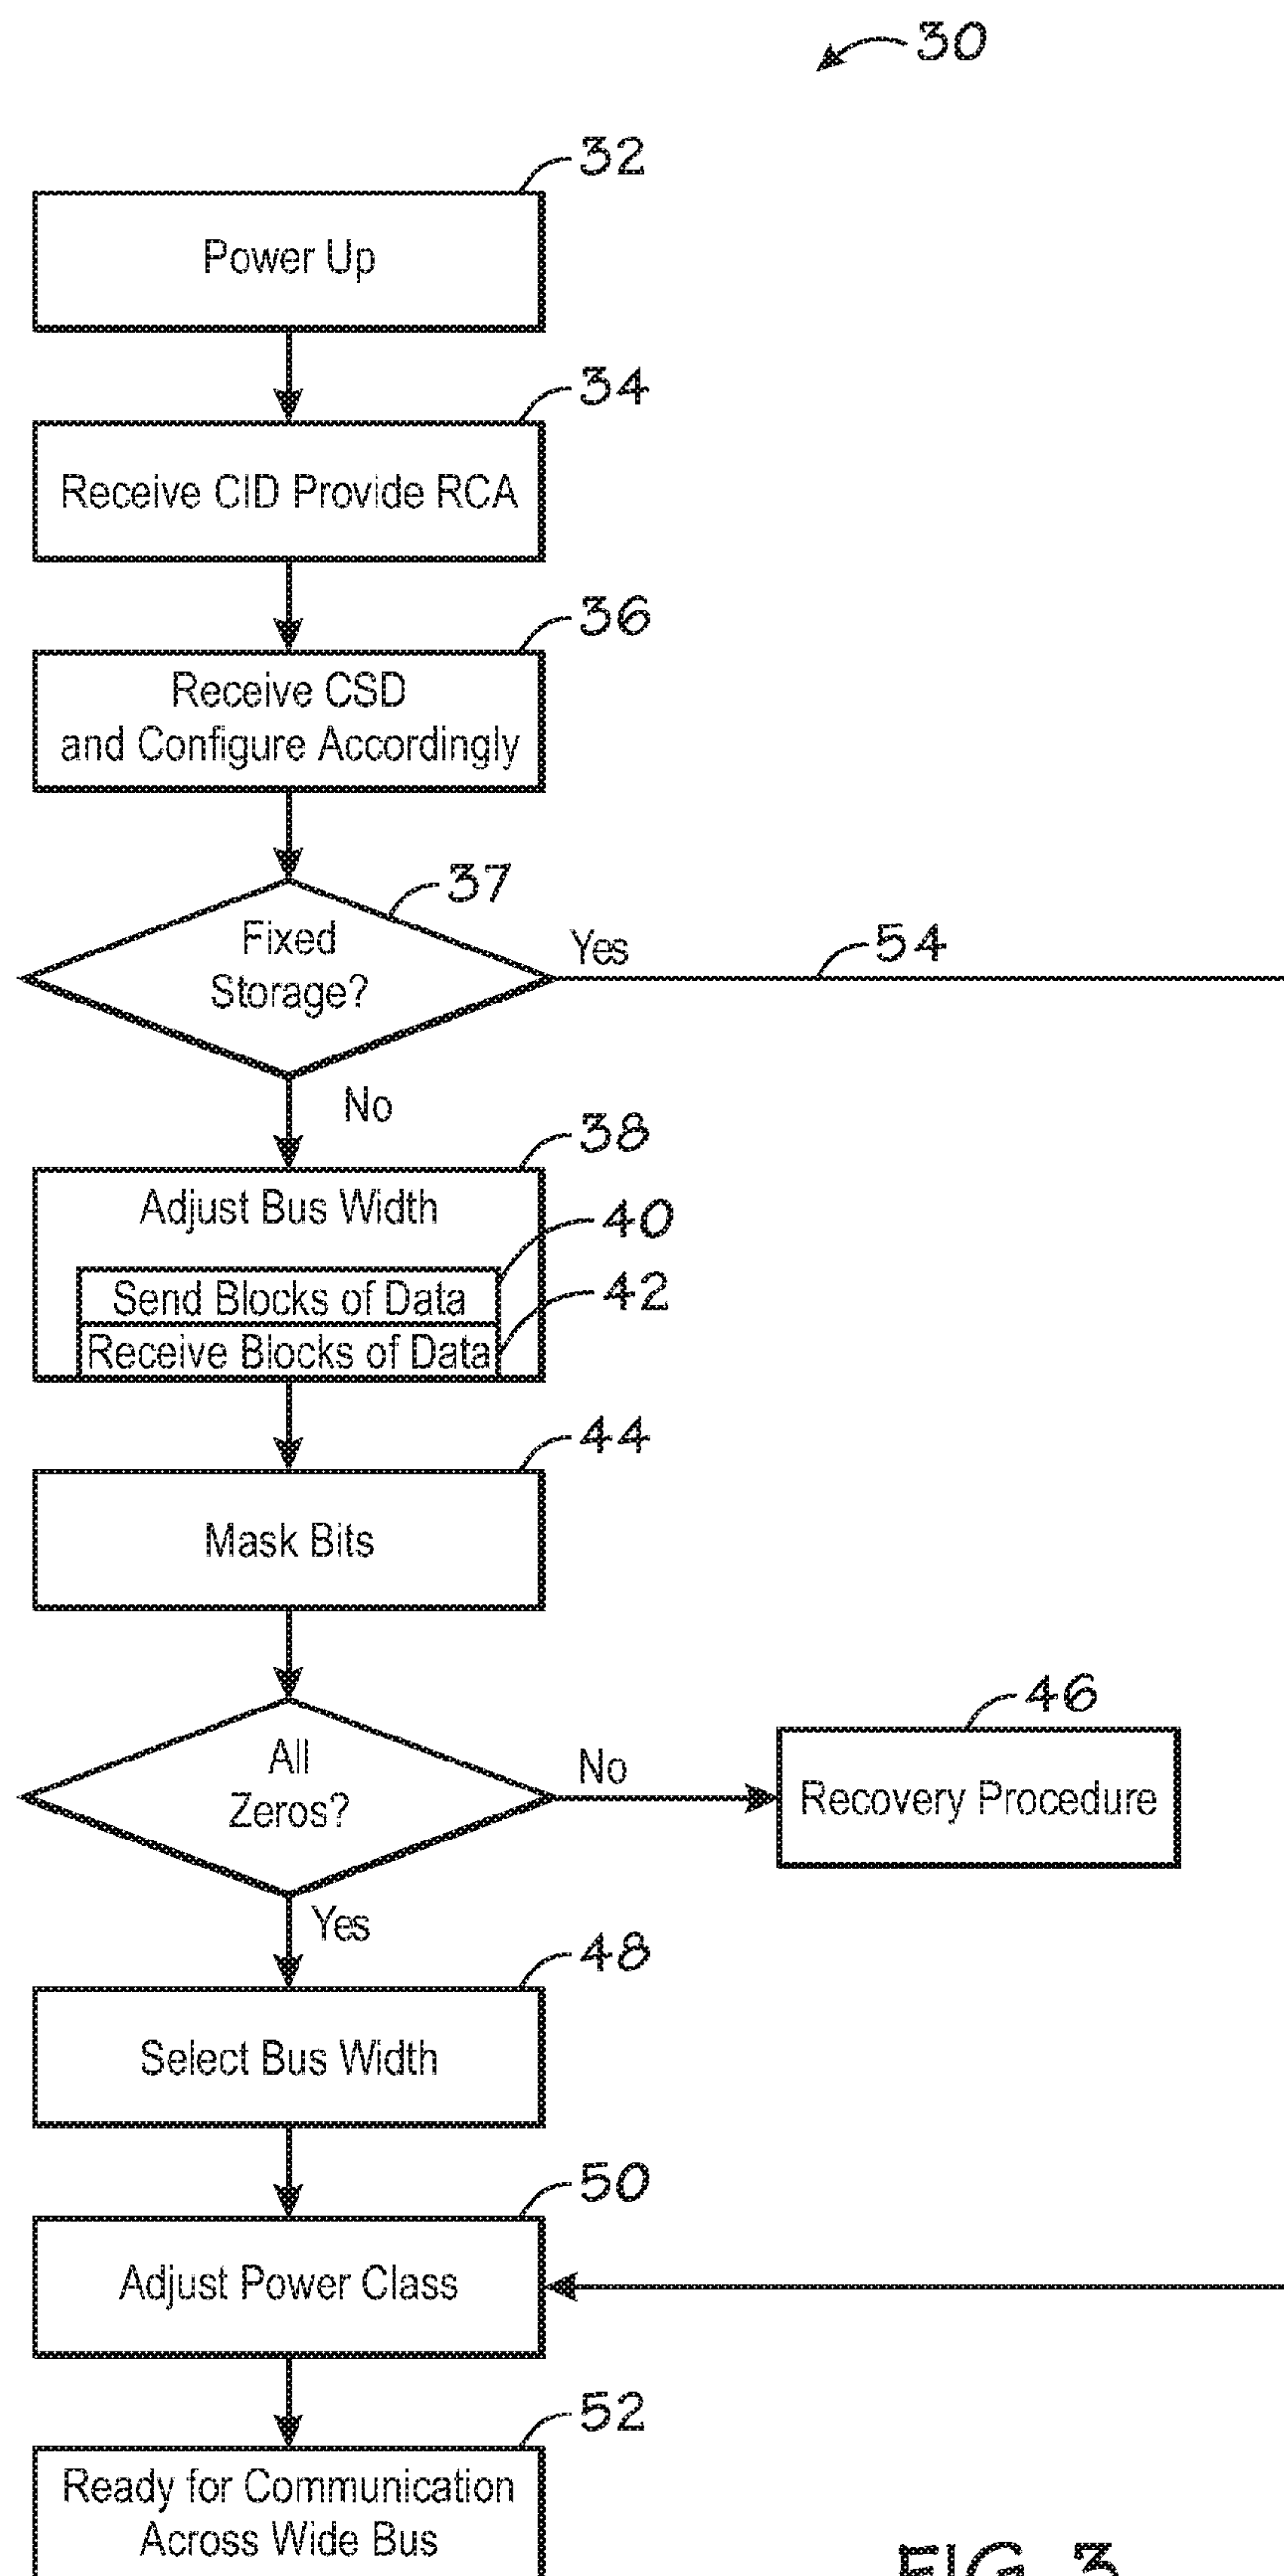 30
32
Power Up
34
Receive CID Provide RCA
36
Receive CSD
and Configure Accordingly
37
Fixed
Storage?
Yes
54
No
38
Adjust Bus Width
40
Send Blocks of Data
42
Receive Blocks of Data
44
Mask Bits
All
Zeros?
No
46
Recovery Procedure
Yes
48
Select Bus Width
50
Adjust Power Class
52
Ready for Communication
Across Wide Bus
FIG. 3